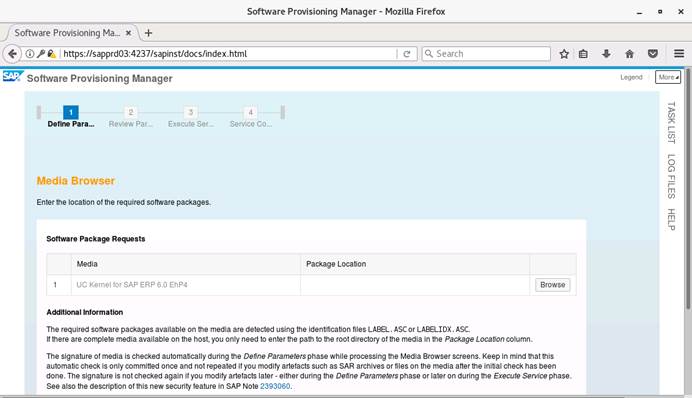 Software Provisioning Manager - Mozilla Firefox
Software Provisioning Ma...
https://sapprd03:4237/sapinst/docs/index.html
Search
SAP Software Provisioning Manager
Legend
More
1
2
3
4
Define Para...
Review Par...
Execute Ser...
Service Co...
TASK LIST
LOG FILES
HELP
Media Browser
Enter the location of the required software packages.
Software Package Requests
Media
Package Location
1
UC Kernel for SAP ERP 6.0 EhP4
Browse
Additional Information
The required software packages available on the media are detected using the identification files LABEL.ASC or LABELIDX.ASC.
If there are complete media available on the host, you only need to enter the path to the root directory of the media in the Package Location column.
The signature of media is checked automatically during the Define Parameters phase while processing the Media Browser screens. Keep in mind that this
automatic check is only committed once and not repeated if you modify artefacts such as SAR archives or files on the media after the initial check has been
done. The signature is not checked again if you modify artefacts later - either during the Define Parameters phase or later on during the Execute Service phase.
See also the description of this new security feature in SAP Note 2393060.